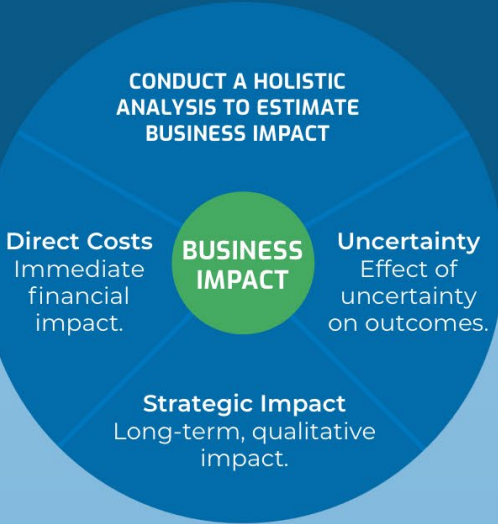 CONDUCT A HOLISTIC
ANALYSIS TO ESTIMATE
BUSINESS IMPACT
Direct Costs
Immediate
financial
impact.
BUSINESS
IMPACT
Uncertainty
Effect of
uncertainty
on outcomes.
Strategic Impact
Long-term, qualitative
impact.